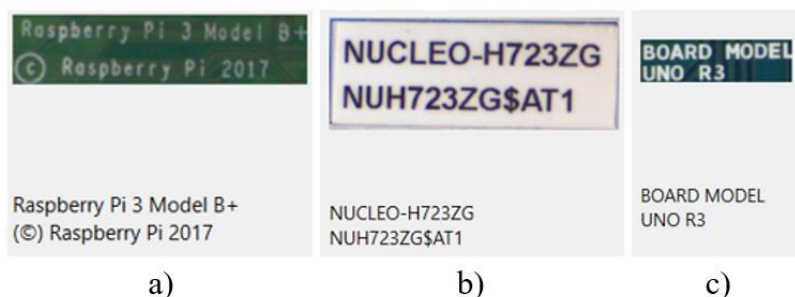 Raspberry Pi 3 Model B+
© Raspberry Pi 2017
Raspberry Pi 3 Model B+
(©) Raspberry Pi 2017
a)
NUCLEO-H723ZG
NUH723ZG$AT1
NUCLEO-H723ZG
NUH723ZG$AT1
b)
BOARD MODEL
UNO R3
BOARD MODEL
UNO R3
c)